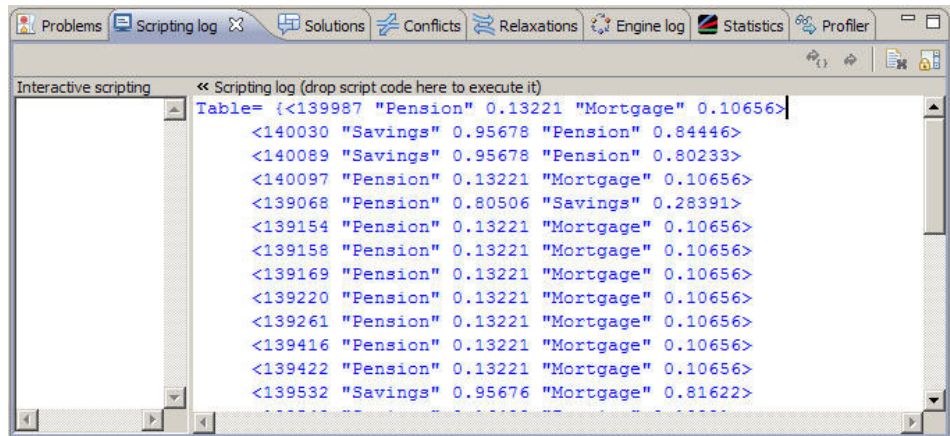 Problems Scripting log Solutions Conflicts Relaxations Engine log Statistics Profiler
Interactive scripting << Scripting log (drop script code here to execute it)
Table= {<139987 "Pension" 0.13221 "Mortgage" 0.10656>
<140030 "Savings" 0.95678 "Pension" 0.84446>
<140089 "Savings" 0.95678 "Pension" 0.80233>
<140097 "Pension" 0.13221 "Mortgage" 0.10656>
<139068 "Pension" 0.80506 "Savings" 0.28391>
<139154 "Pension" 0.13221 "Mortgage" 0.10656>
<139158 "Pension" 0.13221 "Mortgage" 0.10656>
<139169 "Pension" 0.13221 "Mortgage" 0.10656>
<139220 "Pension" 0.13221 "Mortgage" 0.10656>
<139261 "Pension" 0.13221 "Mortgage" 0.10656>
<139416 "Pension" 0.13221 "Mortgage" 0.10656>
<139422 "Pension" 0.13221 "Mortgage" 0.10656>
<139532 "Savings" 0.95676 "Mortgage" 0.81622>